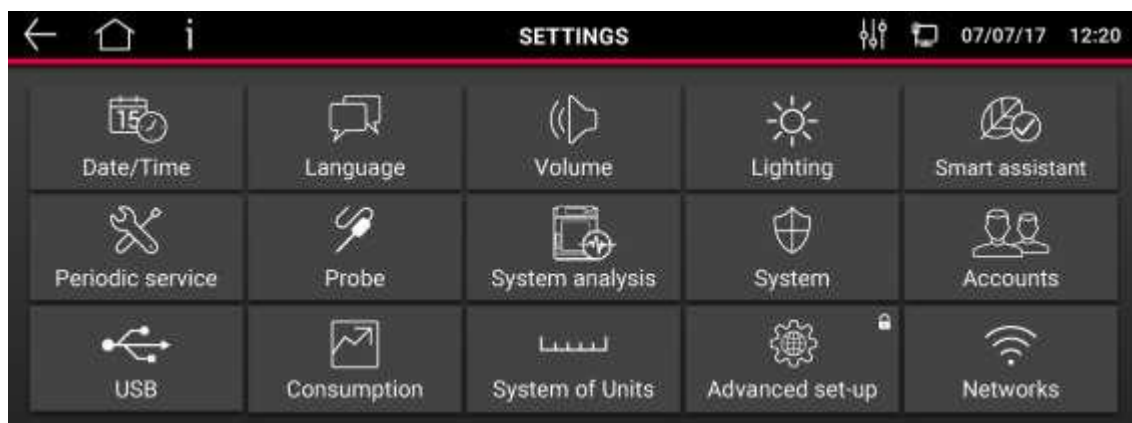 SETTINGS 07/07/17 12:20
15
Date/Time Language Volume Lighting Smart assistant
Periodic service Probe System analysis System Accounts
USB Consumption System of Units Advanced set-up Networks